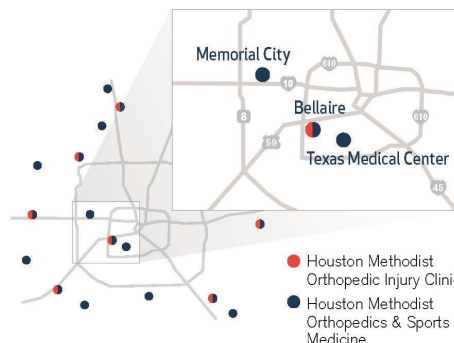 Memorial City
610
10
Bellaire
8
610
59
Texas Medical Center
45
Houston Methodist
Orthopedic Injury Clinic
Houston Methodist
Orthopedics & Sports
Medicine